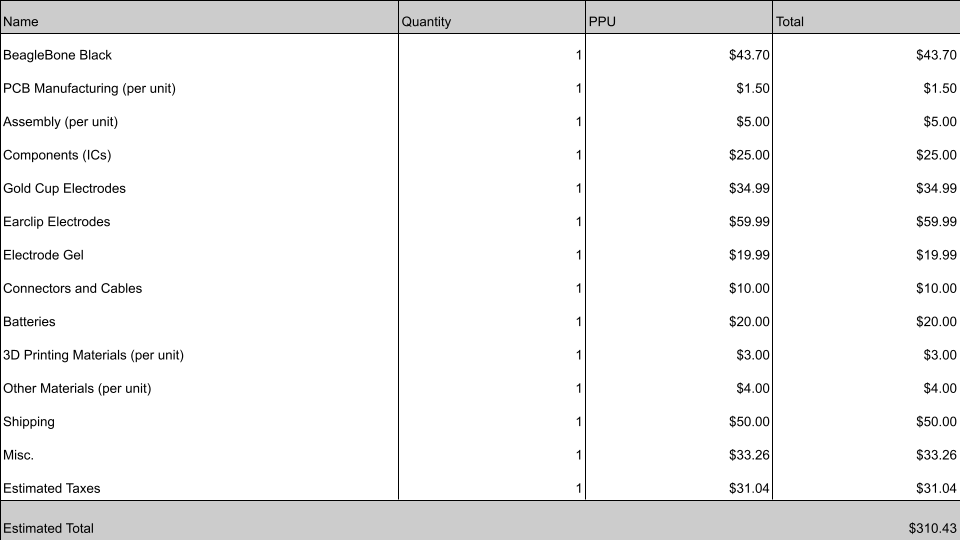 Name Quantity PPU Total
BeagleBone Black 1 $43.70 $43.70
PCB Manufacturing (per unit) 1 $1.50 $1.50
Assembly (per unit) 1 $5.00 $5.00
Components (ICs) 1 $25.00 $25.00
Gold Cup Electrodes 1 $34.99 $34.99
Earclip Electrodes 1 $59.99 $59.99
Electrode Gel 1 $19.99 $19.99
Connectors and Cables 1 $10.00 $10.00
Batteries 1 $20.00 $20.00
3D Printing Materials (per unit) 1 $3.00 $3.00
Other Materials (per unit) 1 $4.00 $4.00
Shipping 1 $50.00 $50.00
Misc. 1 $33.26 $33.26
Estimated Taxes 1 $31.04 $31.04
Estimated Total $310.43